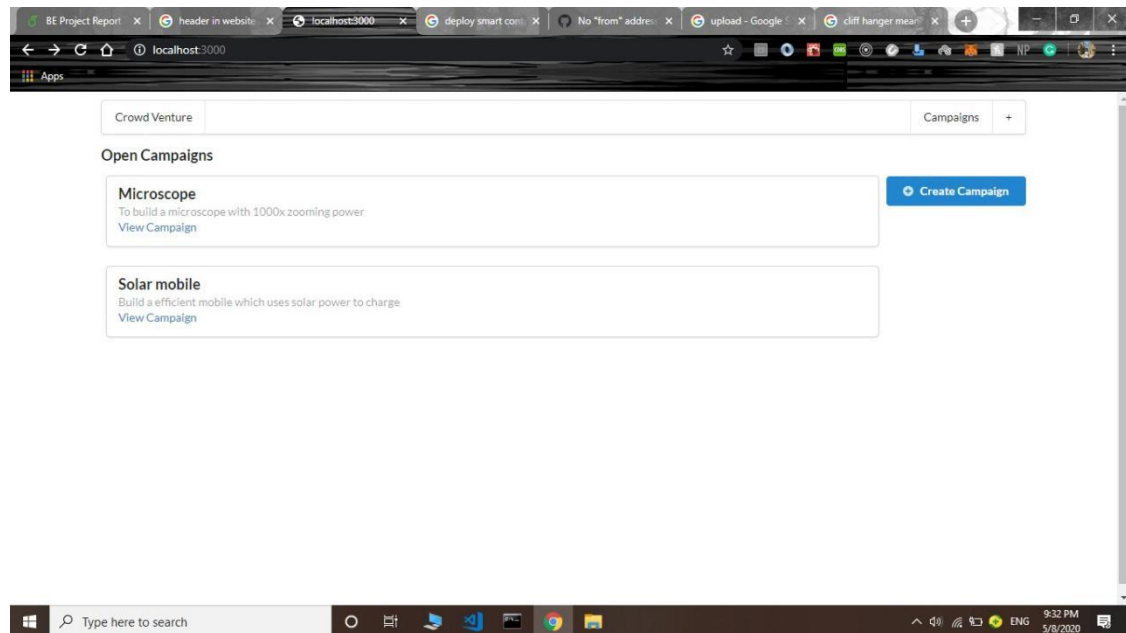 BE Project Report
header in website
localhost:3000
deploy smart cont
No "from" addres
upload - Google S
cliff hanger mean
localhost:3000
NP
Apps
Crowd Venture
Campaigns
+
Open Campaigns
Microscope
To build a microscope with 1000x zooming power
View Campaign
Create Campaign
Solar mobile
Build a efficient mobile which uses solar power to charge
View Campaign
Type here to search
ENG
9:32 PM
5/8/2020